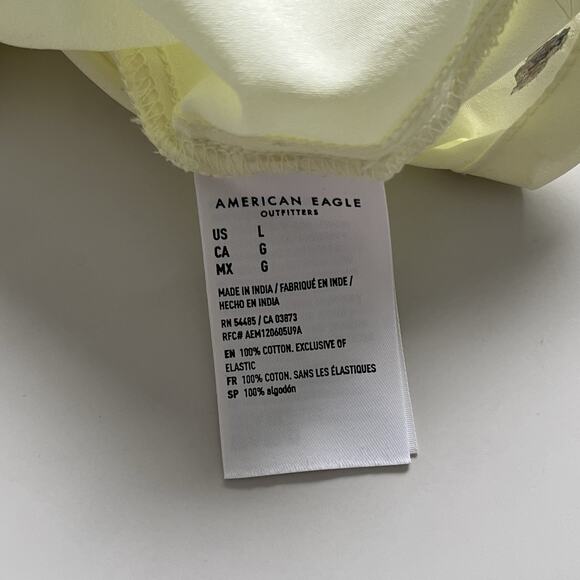 AMERICAN EAGLE
OUTFITTERS
US L
CA G
MX G
MADE IN INDIA / FABRIQUÉ EN INDE /
HECHO EN INDIA
RN 54485 / CA 03873
RFC# AEM120605U9A
EN 100% COTTON. EXCLUSIVE OF
ELASTIC
FR 100% COTON. SANS LES ÉLASTIQUES
SP 100% algodón